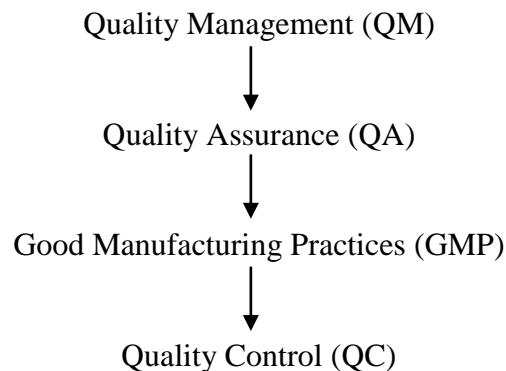 Quality Management (QM)
Quality Assurance (QA)
Good Manufacturing Practices (GMP)
Quality Control (QC)